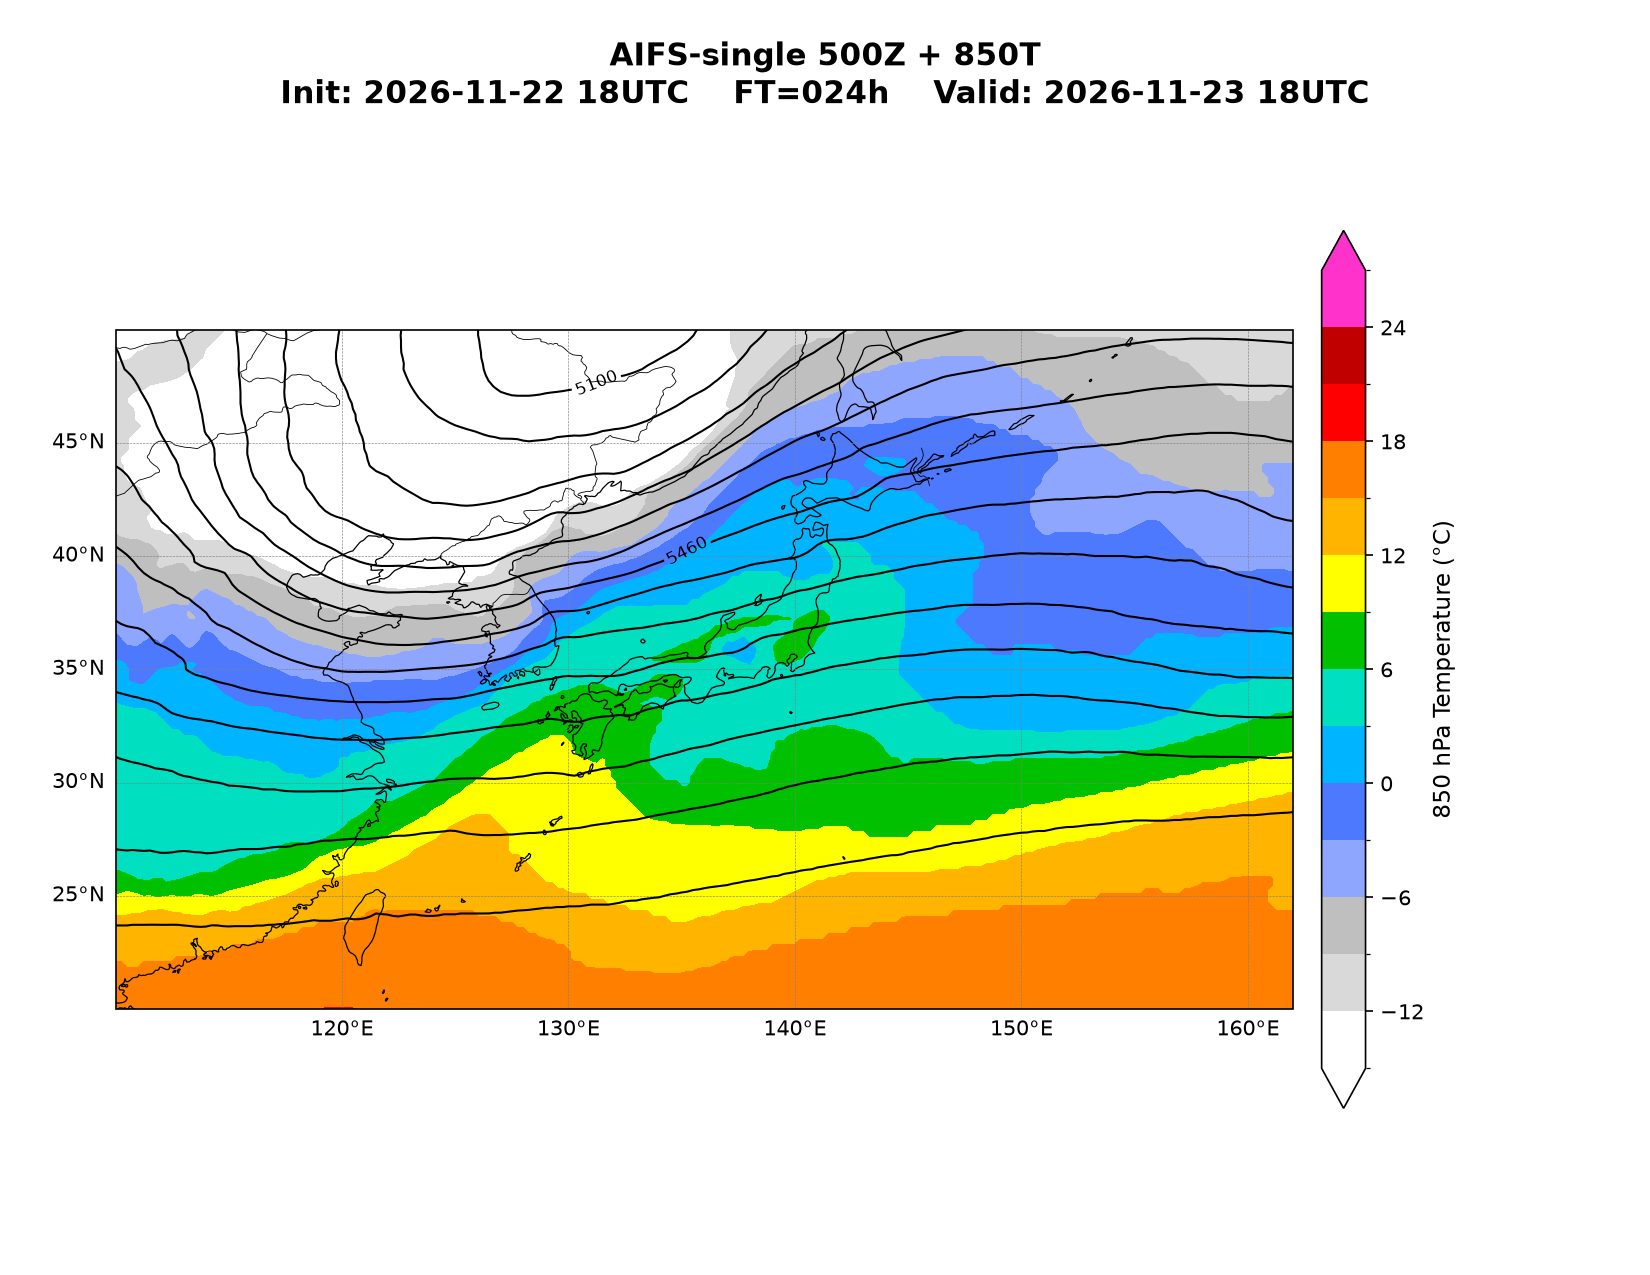 AIFS-single 500Z + 850T
Init: 2026-11-22 18UTC    FT=024h    Valid: 2026-11-23 18UTC
5100
5460
45°N
40°N
35°N
30°N
25°N
120°E
130°E
140°E
150°E
160°E
24
18
12
6
0
−6
−12
850 hPa Temperature (°C)